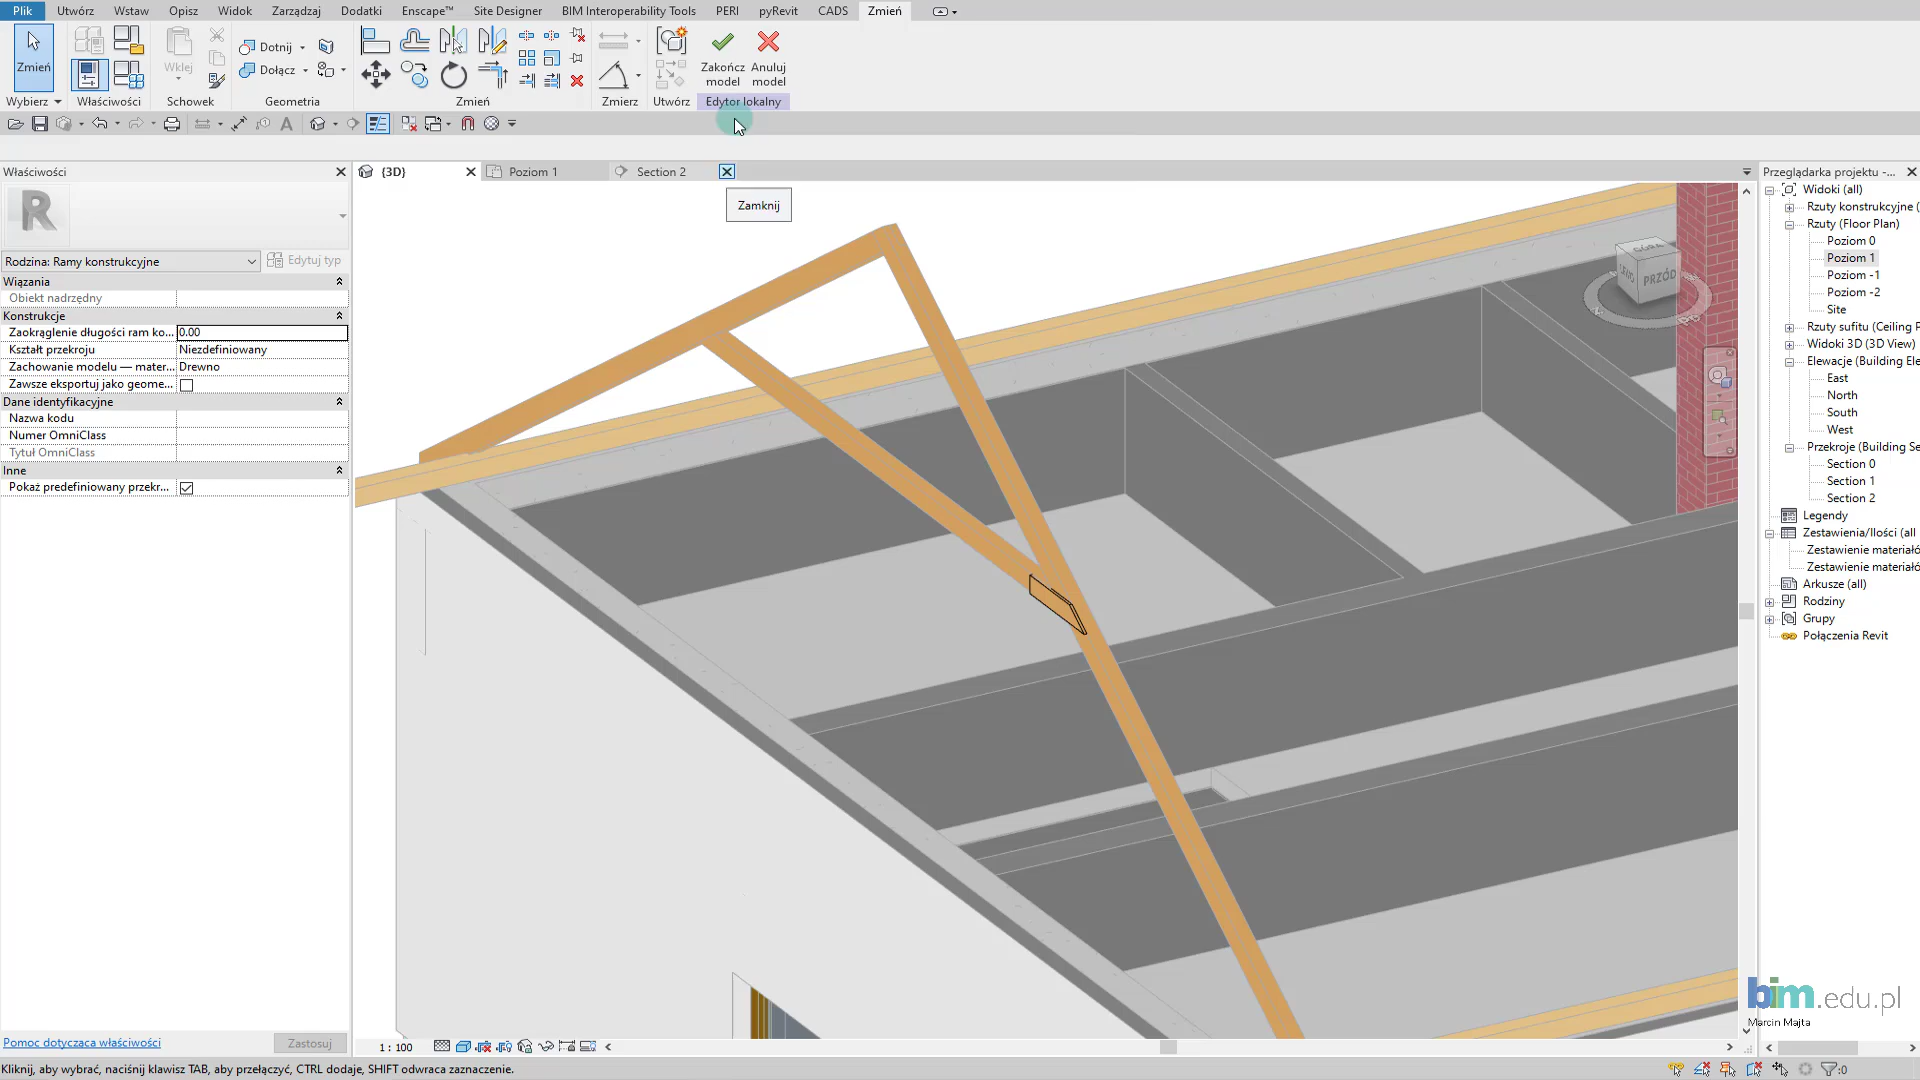 Plik Utwórz Wstaw Opisz Widok Zarządzaj Dodatki Enscape™ Site Designer BIM Interoperability Tools PERI pyRevit CADS Zmień
Zmień
Wklej
Dotnij
Dołącz
Zakończ model
Anuluj model
Wybierz Właściwości Schowek Geometria Zmień Zmierz Utwórz Edytor lokalny
Właściwości
{3D} Poziom 1 Section 2
Zamknij
R
Rodzina: Ramy konstrukcyjne
Edytuj typ
Wiązania
Obiekt nadrzędny
Konstrukcje
Zaokrąglenie długości ram ko... 0.00
Kształt przekroju Niezdefiniowany
Zachowanie modelu — mater... Drewno
Zawsze eksportuj jako geome...
Dane identyfikacyjne
Nazwa kodu
Numer OmniClass
Tytuł OmniClass
Inne
Pokaż predefiniowany przekr...
Pomoc dotycząca właściwości
Zastosuj
GÓRA
PRZÓD
Przeglądarka projektu -...
Widoki (all)
Rzuty konstrukcyjne (
Rzuty (Floor Plan)
Poziom 0
Poziom 1
Poziom -1
Poziom -2
Site
Rzuty sufitu (Ceiling P
Widoki 3D (3D View)
Elewacje (Building Ele
East
North
South
West
Przekroje (Building Se
Section 0
Section 1
Section 2
Legendy
Zestawienia/Ilości (all
Zestawienie materiałó
Zestawienie materiałó
Arkusze (all)
Rodziny
Grupy
Połączenia Revit
bim.edu.pl
Marcin Majta
1 : 100
Kliknij, aby wybrać, naciśnij klawisz TAB, aby przełączyć, CTRL dodaje, SHIFT odwraca zaznaczenie.
:0